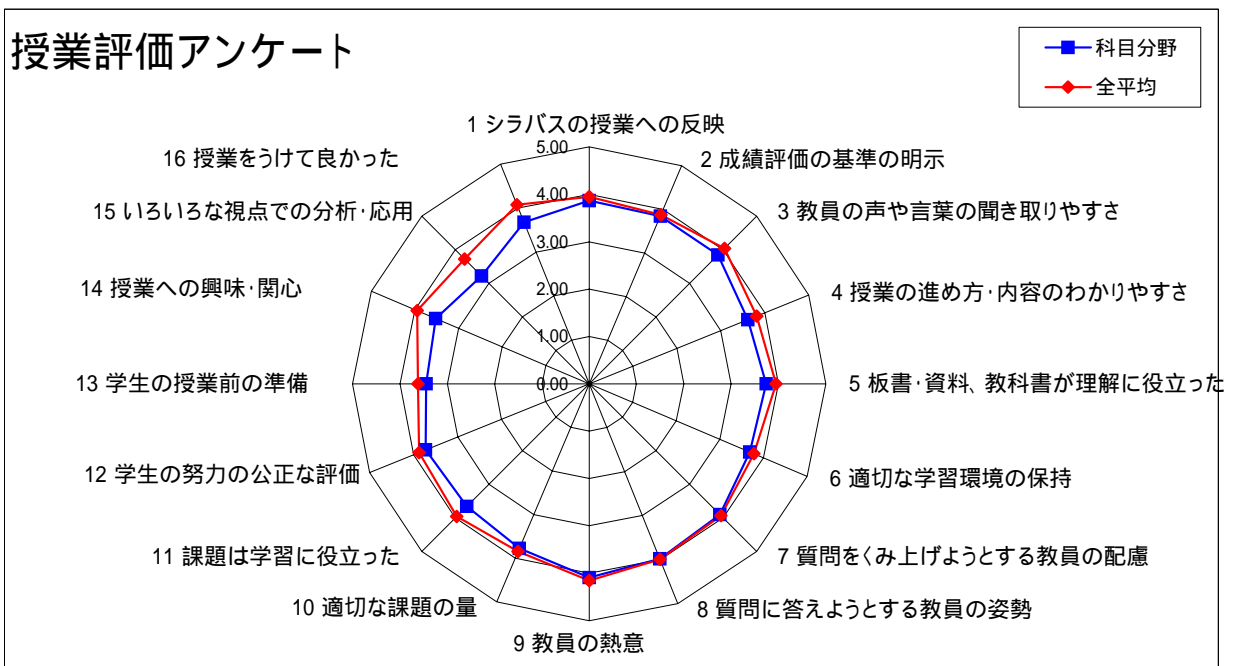 授業評価アンケート
科目分野
全平均
1 シラバスの授業への反映
2 成績評価の基準の明示
3 教員の声や言葉の聞き取りやすさ
4 授業の進め方・内容のわかりやすさ
5 板書・資料、教科書が理解に役立った
6 適切な学習環境の保持
7 質問をくみ上げようとする教員の配慮
8 質問に答えようとする教員の姿勢
9 教員の熱意
10 適切な課題の量
11 課題は学習に役立った
12 学生の努力の公正な評価
13 学生の授業前の準備
14 授業への興味・関心
15 いろいろな視点での分析・応用
16 授業をうけて良かった
5.00
4.00
3.00
2.00
1.00
0.00